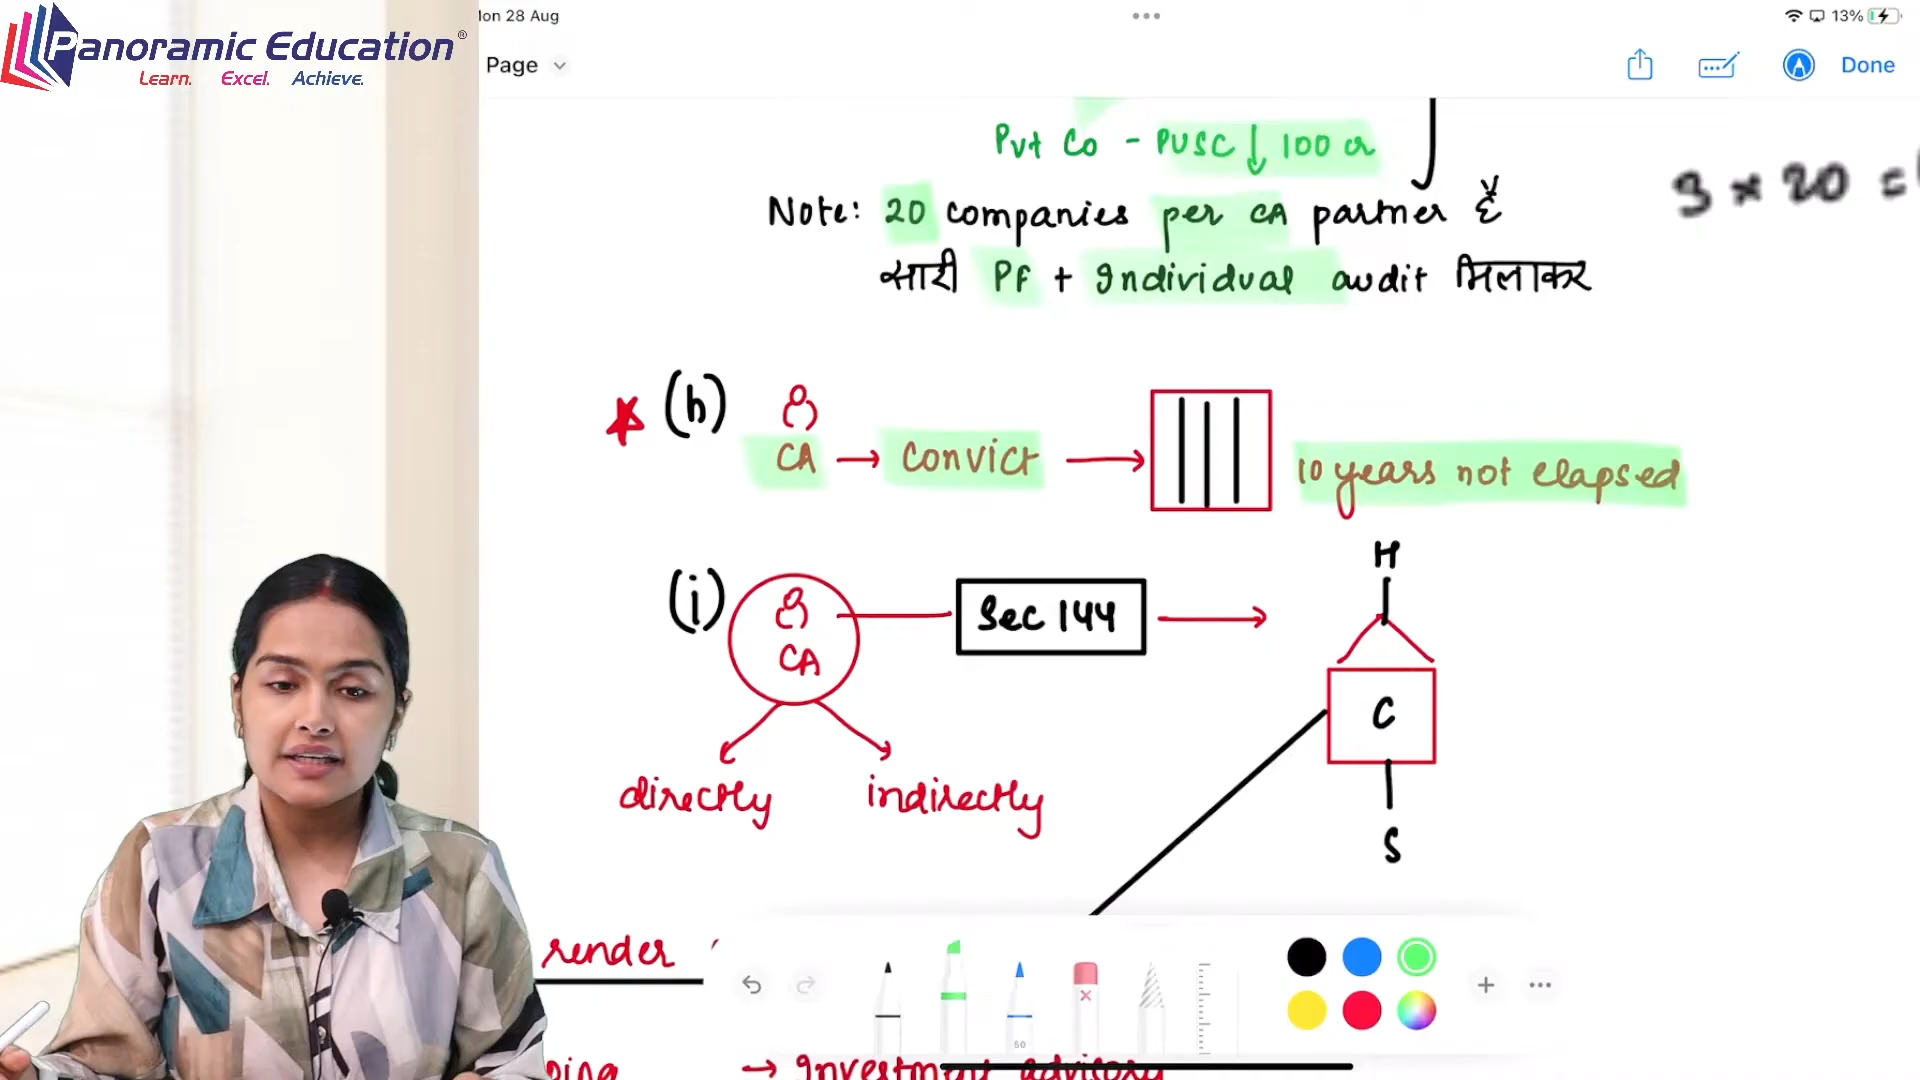 Mon 28 Aug
13%
Panoramic Education®
Learn. Excel. Achieve.
Page
Done
Pvt Co - PUSC ↓ 100 cr
3 × 20 =
Note: 20 companies per CA partner &
सारी PF + Individual audit मिलाकर
(h) CA → Convict → 10 years not elapsed
(i) CA Sec 144 →
H
C
S
directly indirectly
render
50
→ Investment advisory